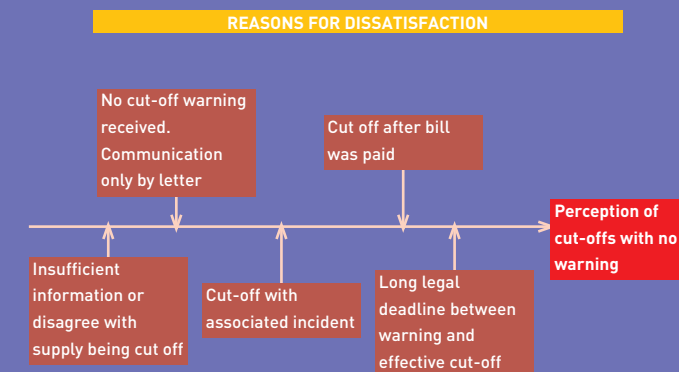 REASONS FOR DISSATISFACTION
No cut-off warning
received.
Communication
only by letter
Cut off after bill
was paid
Perception of
cut-offs with no
warning
Insufficient
information or
disagree with
supply being cut off
Cut-off with
associated incident
Long legal
deadline between
warning and
effective cut-off